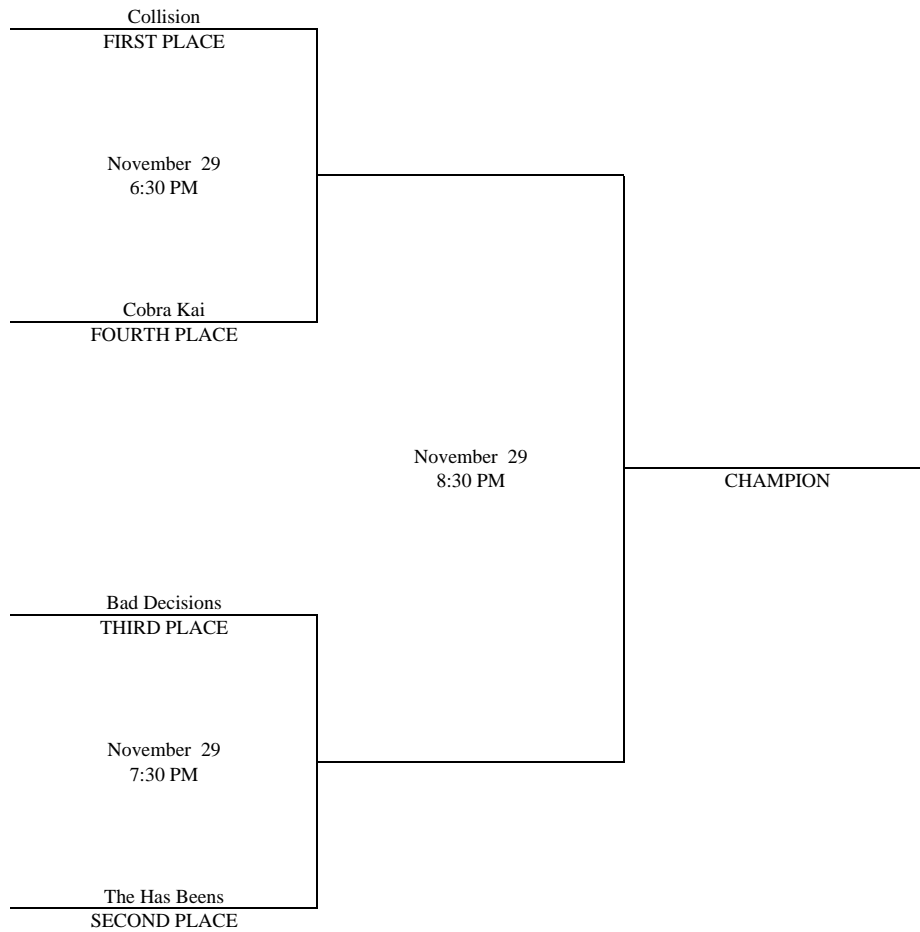 Collision
FIRST PLACE
November 29
6:30 PM
Cobra Kai
FOURTH PLACE
November 29
8:30 PM
CHAMPION
Bad Decisions
THIRD PLACE
November 29
7:30 PM
The Has Beens
SECOND PLACE